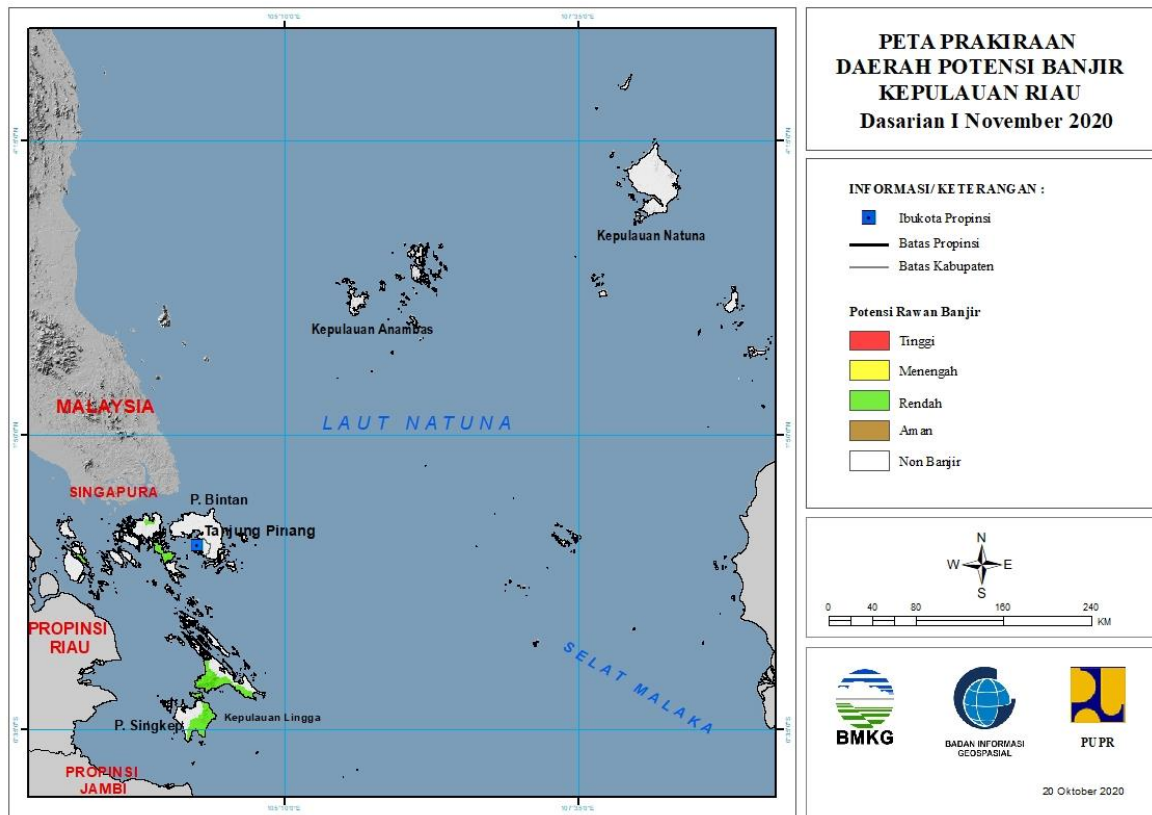 PETA PRAKIRAAN
DAERAH POTENSI BANJIR
KEPULAUAN RIAU
Dasarian I November 2020
INFORMASI/ KETERANGAN :
Ibukota Propinsi
Batas Propinsi
Batas Kabupaten
Potensi Rawan Banjir
Tinggi
Menengah
Rendah
Aman
Non Banjir
N
W E
S
0 40 80 160 240
KM
BMKG
BADAN INFORMASI
GEOSPASIAL
PUPR
20 Oktober 2020
Kepulauan Natuna
Kepulauan Anambas
MALAYSIA
LAUT NATUNA
SINGAPURA
P. Bintan
Tanjung Pinang
PROPINSI
RIAU
SELAT MALAKA
Kepulauan Lingga
P. Singkep
PROPINSI
JAMBI